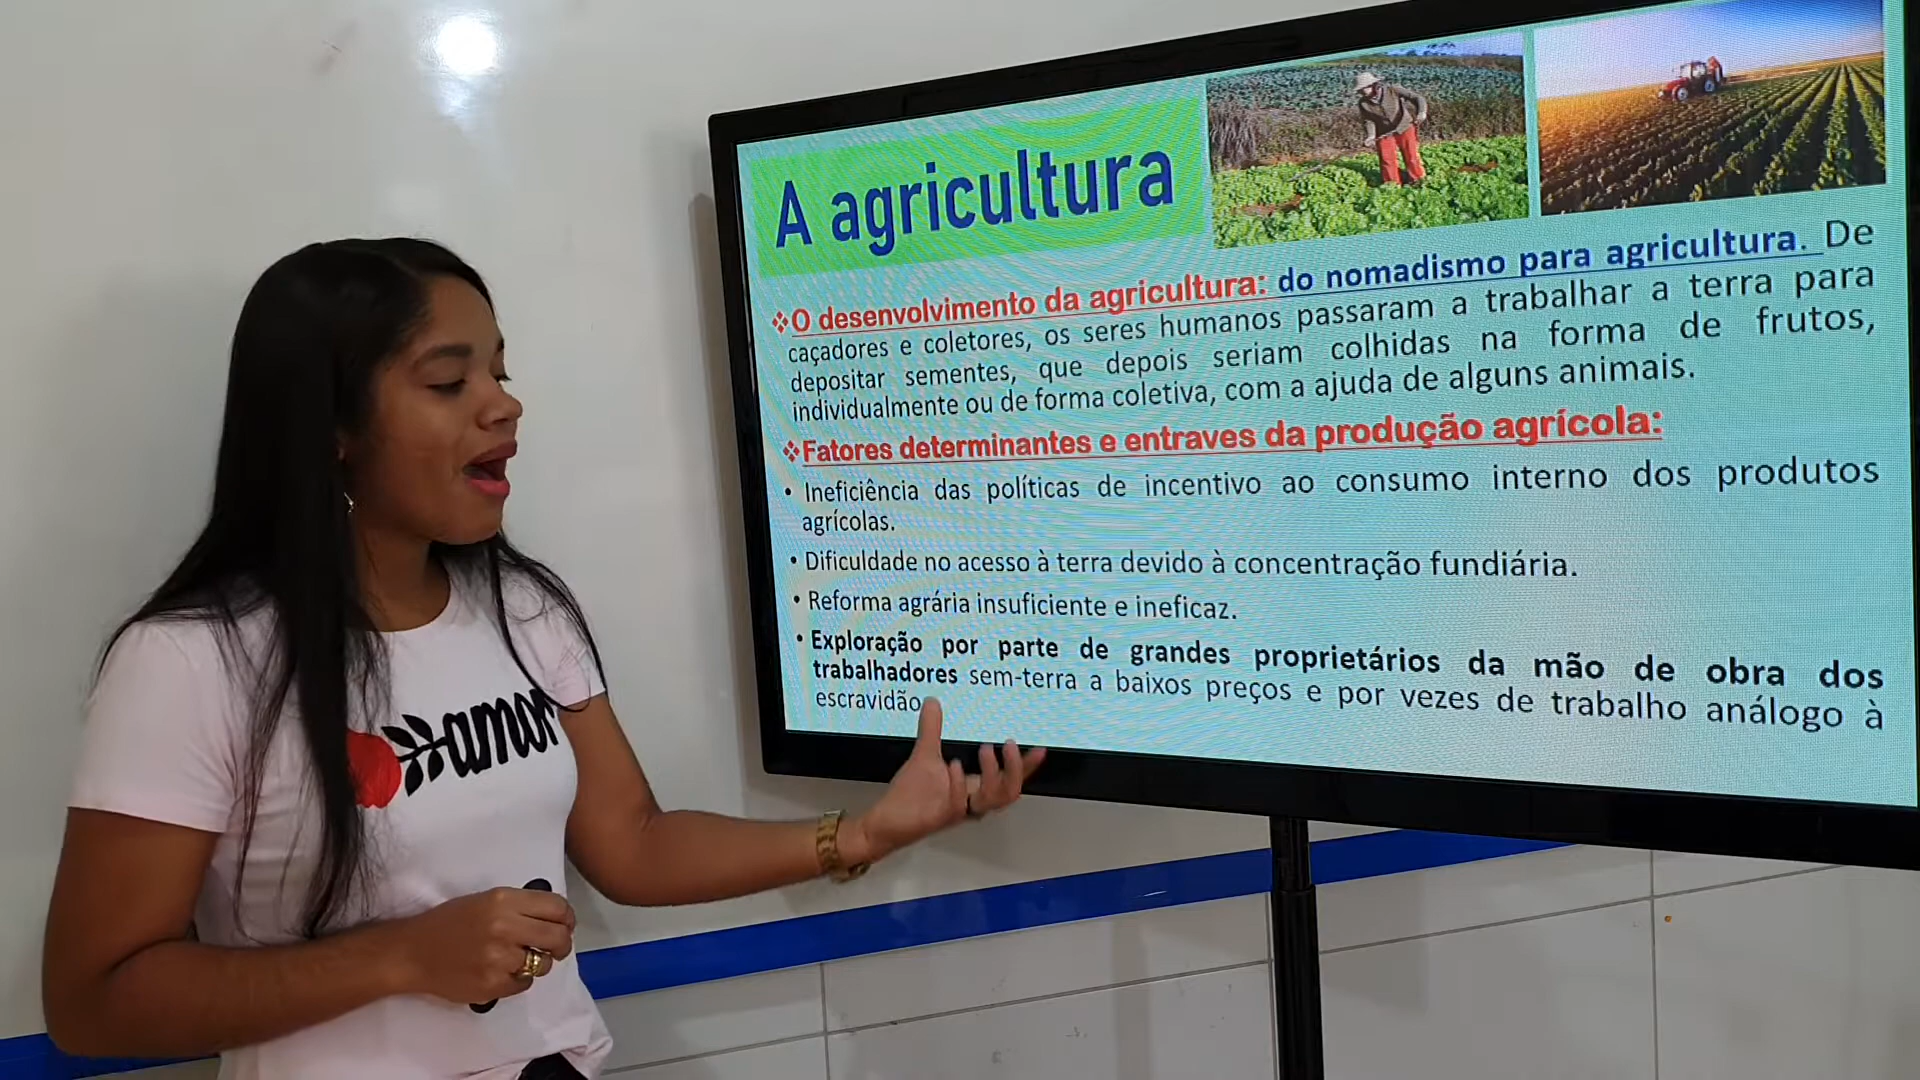 A agricultura
❖O desenvolvimento da agricultura: do nomadismo para agricultura. De
caçadores e coletores, os seres humanos passaram a trabalhar a terra para
depositar sementes, que depois seriam colhidas na forma de frutos,
individualmente ou de forma coletiva, com a ajuda de alguns animais.
❖Fatores determinantes e entraves da produção agrícola:
• Ineficiência das políticas de incentivo ao consumo interno dos produtos
agrícolas.
• Dificuldade no acesso à terra devido à concentração fundiária.
• Reforma agrária insuficiente e ineficaz.
• Exploração por parte de grandes proprietários da mão de obra dos
trabalhadores sem-terra a baixos preços e por vezes de trabalho análogo à
escravidão
amor